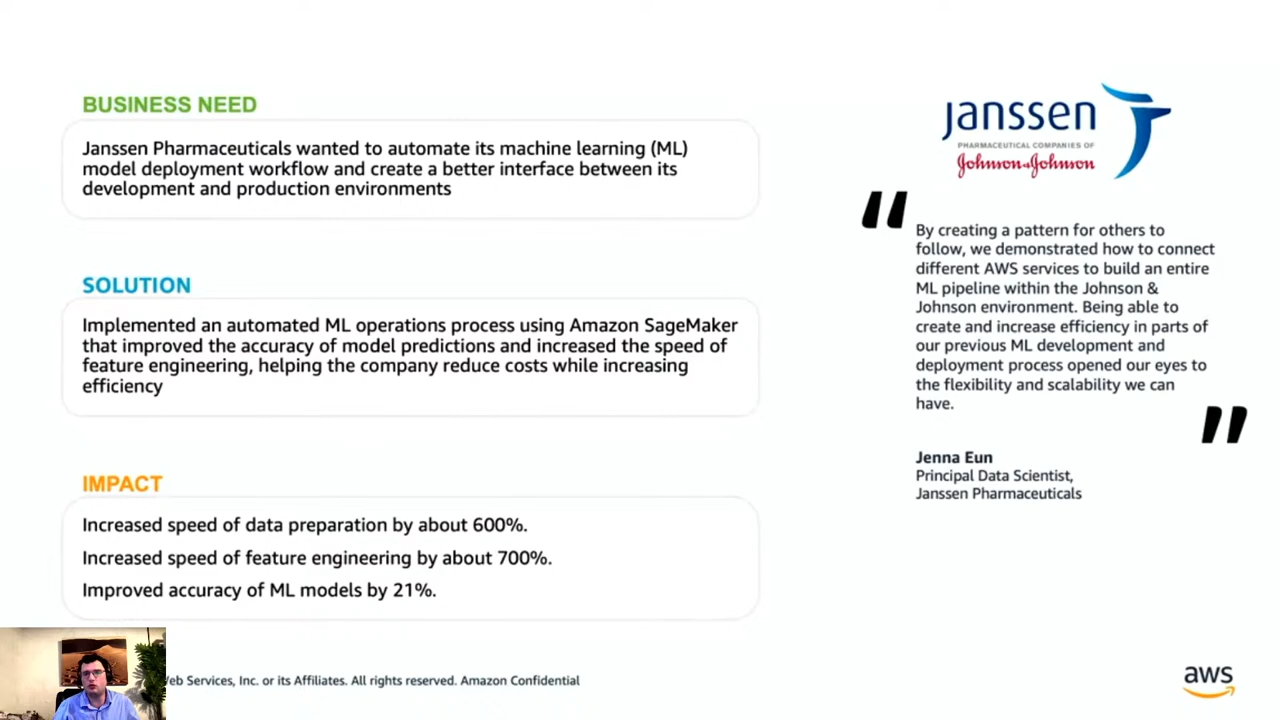 BUSINESS NEED
Janssen Pharmaceuticals wanted to automate its machine learning (ML)
model deployment workflow and create a better interface between its
development and production environments
SOLUTION
Implemented an automated ML operations process using Amazon SageMaker
that improved the accuracy of model predictions and increased the speed of
feature engineering, helping the company reduce costs while increasing
efficiency
IMPACT
Increased speed of data preparation by about 600%.
Increased speed of feature engineering by about 700%.
Improved accuracy of ML models by 21%.
janssen
PHARMACEUTICAL COMPANIES OF
Johnson & Johnson
"
By creating a pattern for others to
follow, we demonstrated how to connect
different AWS services to build an entire
ML pipeline within the Johnson &
Johnson environment. Being able to
create and increase efficiency in parts of
our previous ML development and
deployment process opened our eyes to
the flexibility and scalability we can
have.
"
Jenna Eun
Principal Data Scientist,
Janssen Pharmaceuticals
Web Services, Inc. or its Affiliates. All rights reserved. Amazon Confidential
aws